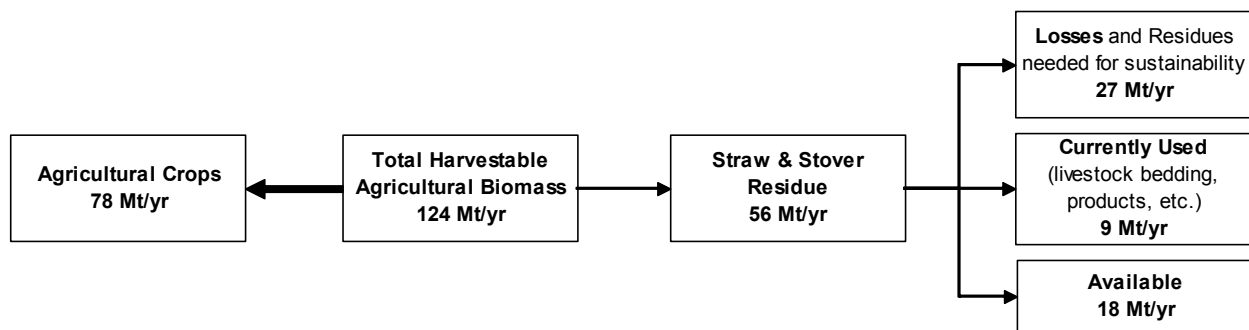 Agricultural Crops
78 Mt/yr
Total Harvestable
Agricultural Biomass
124 Mt/yr
Straw & Stover
Residue
56 Mt/yr
Losses and Residues
needed for sustainability
27 Mt/yr
Currently Used
(livestock bedding,
products, etc.)
9 Mt/yr
Available
18 Mt/yr